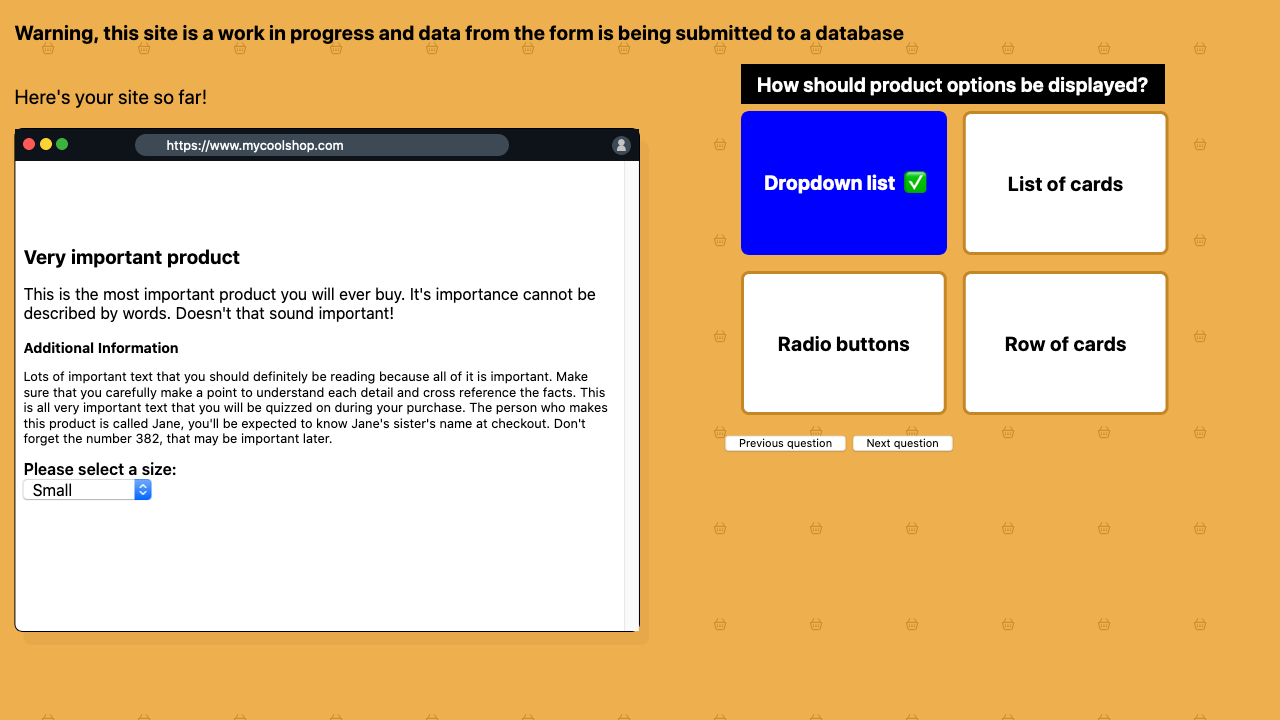 Warning, this site is a work in progress and data from the form is being submitted to a database
Here's your site so far!
https://www.mycoolshop.com
Very important product
This is the most important product you will ever buy. It's importance cannot be
described by words. Doesn't that sound important!
Additional Information
Lots of important text that you should definitely be reading because all of it is important. Make
sure that you carefully make a point to understand each detail and cross reference the facts. This
is all very important text that you will be quizzed on during your purchase. The person who makes
this product is called Jane, you'll be expected to know Jane's sister's name at checkout. Don't
forget the number 382, that may be important later.
Please select a size:
Small
How should product options be displayed?
Dropdown list ✅
List of cards
Radio buttons
Row of cards
Previous question
Next question